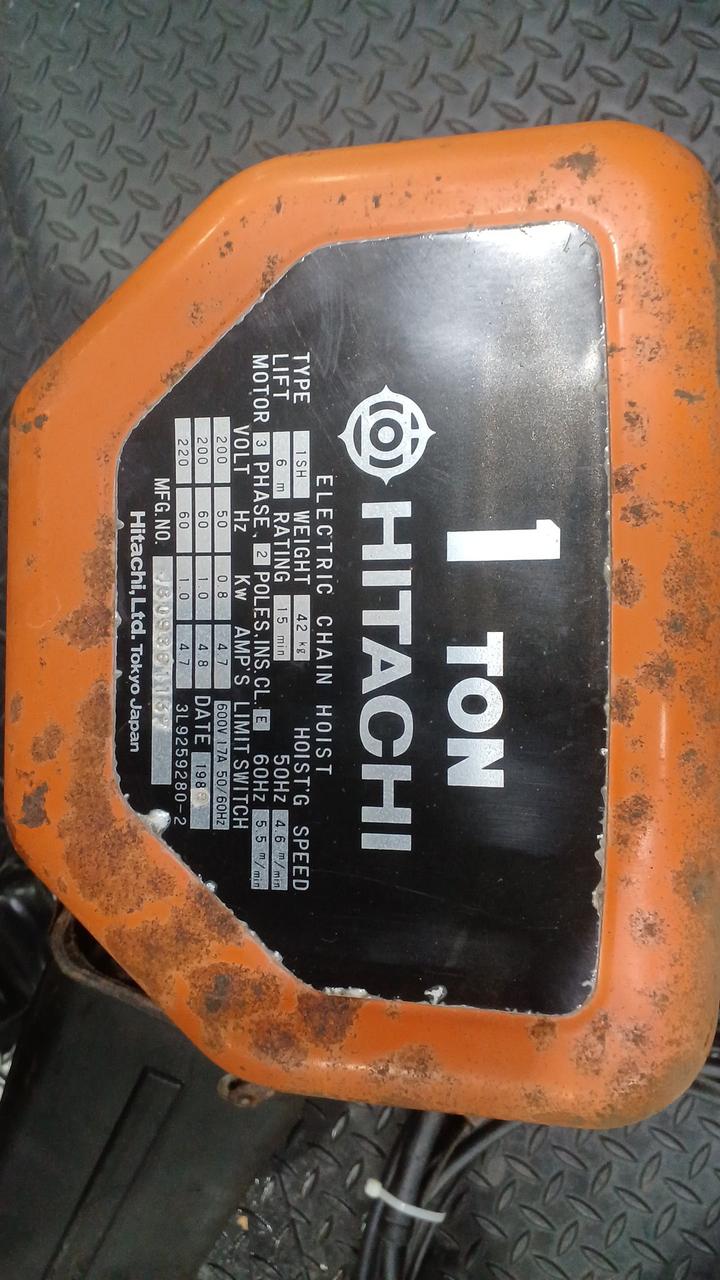 1 TON
HITACHI
ELECTRIC CHAIN HOIST
TYPE 1SH WEIGHT 42 kg HOIST'G SPEED
LIFT 6 m RATING 15 min 50Hz 4.6 m/min
MOTOR 3 PHASE. 2 POLES.INS.CL. E 60Hz 5.5 m/min
VOLT Hz Kw AMP'S LIMIT SWITCH
200 50 0.8 4.7 600V.17A 50/60Hz
200 60 1.0 4.8 DATE
220 60 1.0 4.7 3L9259280-2
MFG.NO.
Hitachi,Ltd. Tokyo Japan